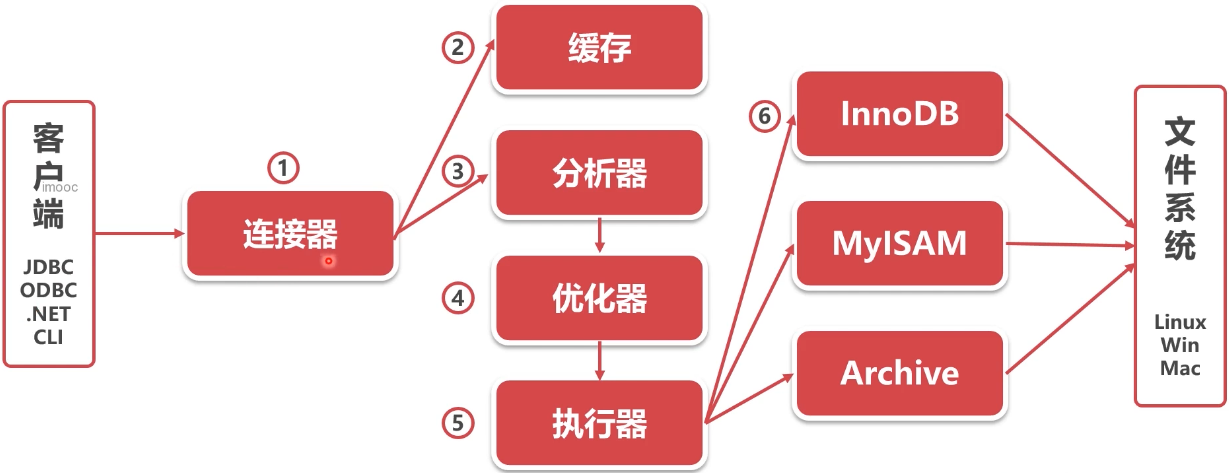 客户端
imooc
JDBC
ODBC
.NET
CLI
①
连接器
②
缓存
③
分析器
④
优化器
⑤
执行器
⑥
InnoDB
MyISAM
Archive
文件系统
Linux
Win
Mac